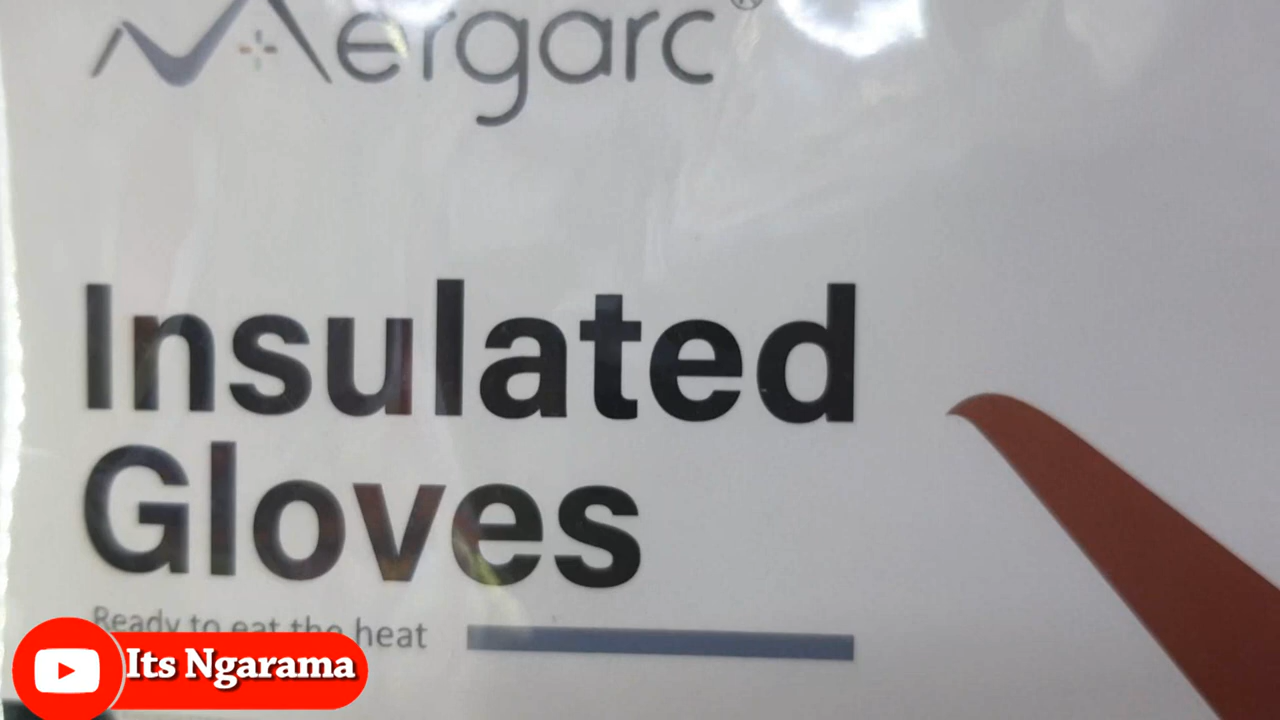 Mergarc®
Insulated
Gloves
Ready to eat the heat
Its Ngarama